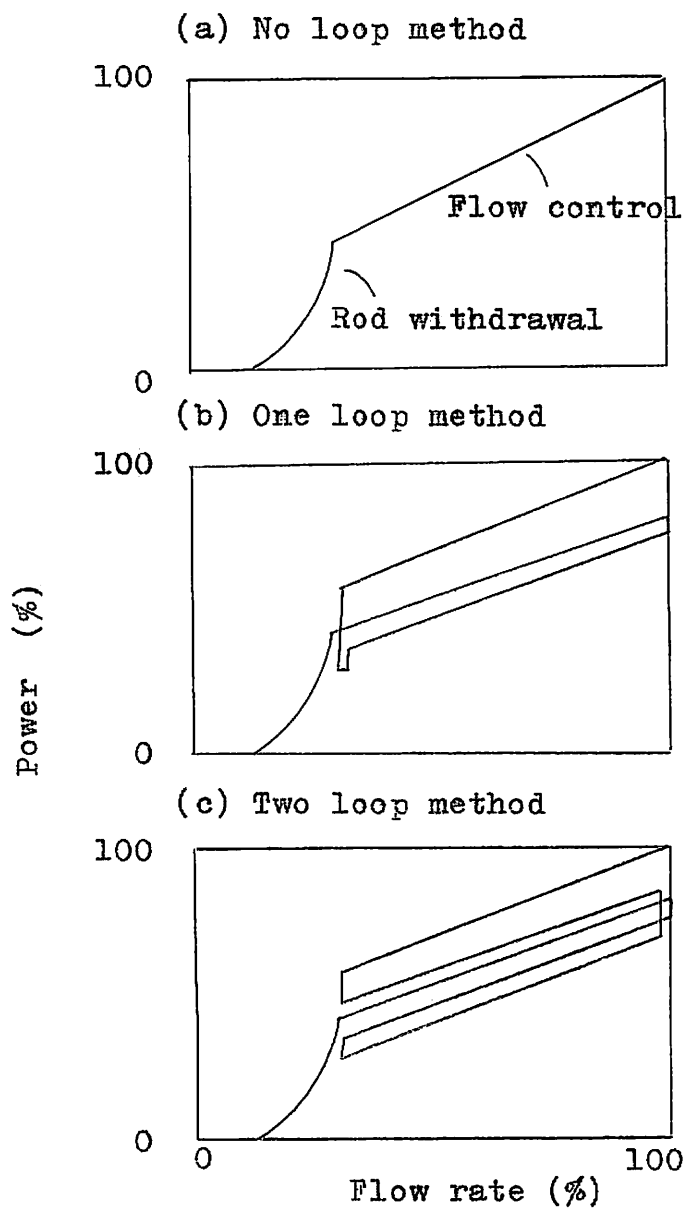 (a) No loop method
100
Flow control
Rod withdrawal
0
(b) One loop method
100
Power (%)
0
(c) Two loop method
100
0
0 100
Flow rate (%)